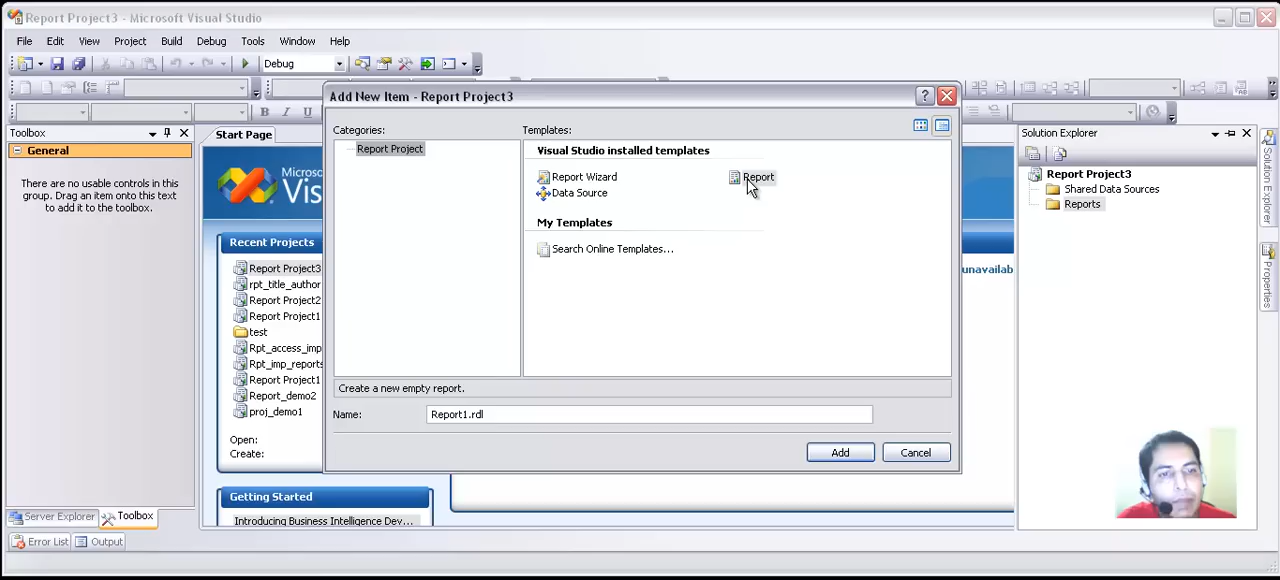 Report Project3 - Microsoft Visual Studio
File Edit View Project Build Debug Tools Window Help
Debug
Add New Item - Report Project3
Categories:
Templates:
Report Project
Visual Studio installed templates
Report Wizard
Report
Data Source
My Templates
Search Online Templates...
Create a new empty report.
Name:
Report1.rdl
Add
Cancel
Toolbox
General
There are no usable controls in this
group. Drag an item onto this text
to add it to the toolbox.
Start Page
Vis
Recent Projects
Report Project3
rpt_title_author
Report Project2
Report Project1
test
Rpt_access_imp
Rpt_imp_reports
Report Project1
Report_demo2
proj_demo1
Open:
Create:
Getting Started
Introducing Business Intelligence Dev...
unavailab
Solution Explorer
Report Project3
Shared Data Sources
Reports
Solution Explorer
Properties
Server Explorer
Toolbox
Error List
Output
B I U